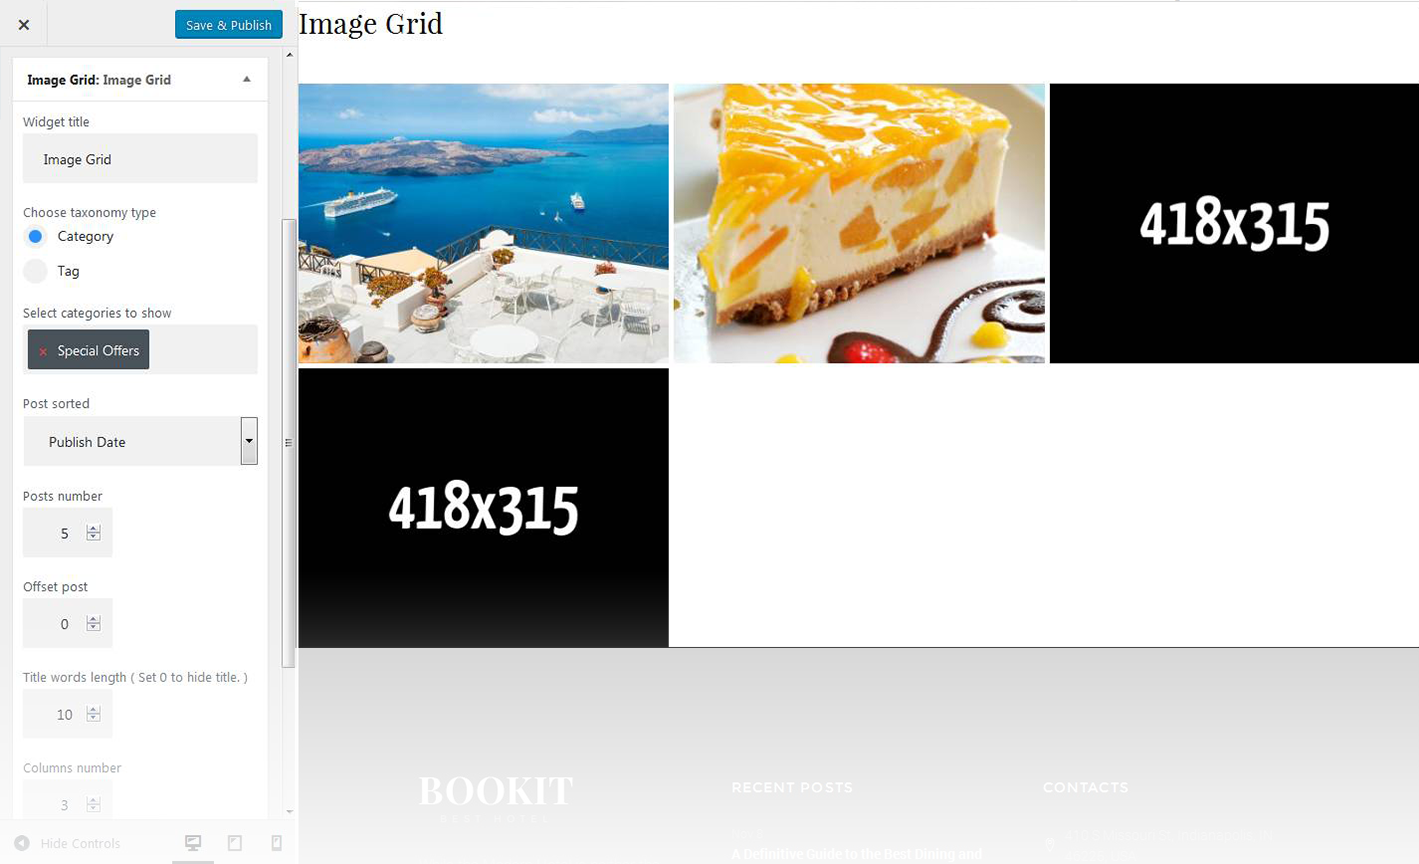 Save & Publish
Image Grid: Image Grid
Widget title
Image Grid
Choose taxonomy type
Category
Tag
Select categories to show
× Special Offers
Post sorted
Publish Date
Posts number
5
Offset post
0
Title words length ( Set 0 to hide title. )
10
Columns number
3
Hide Controls
Image Grid
418x315
418x315
BOOKIT
RECENT POSTS
A Definitive Guide to the Best Dining and
CONTACTS